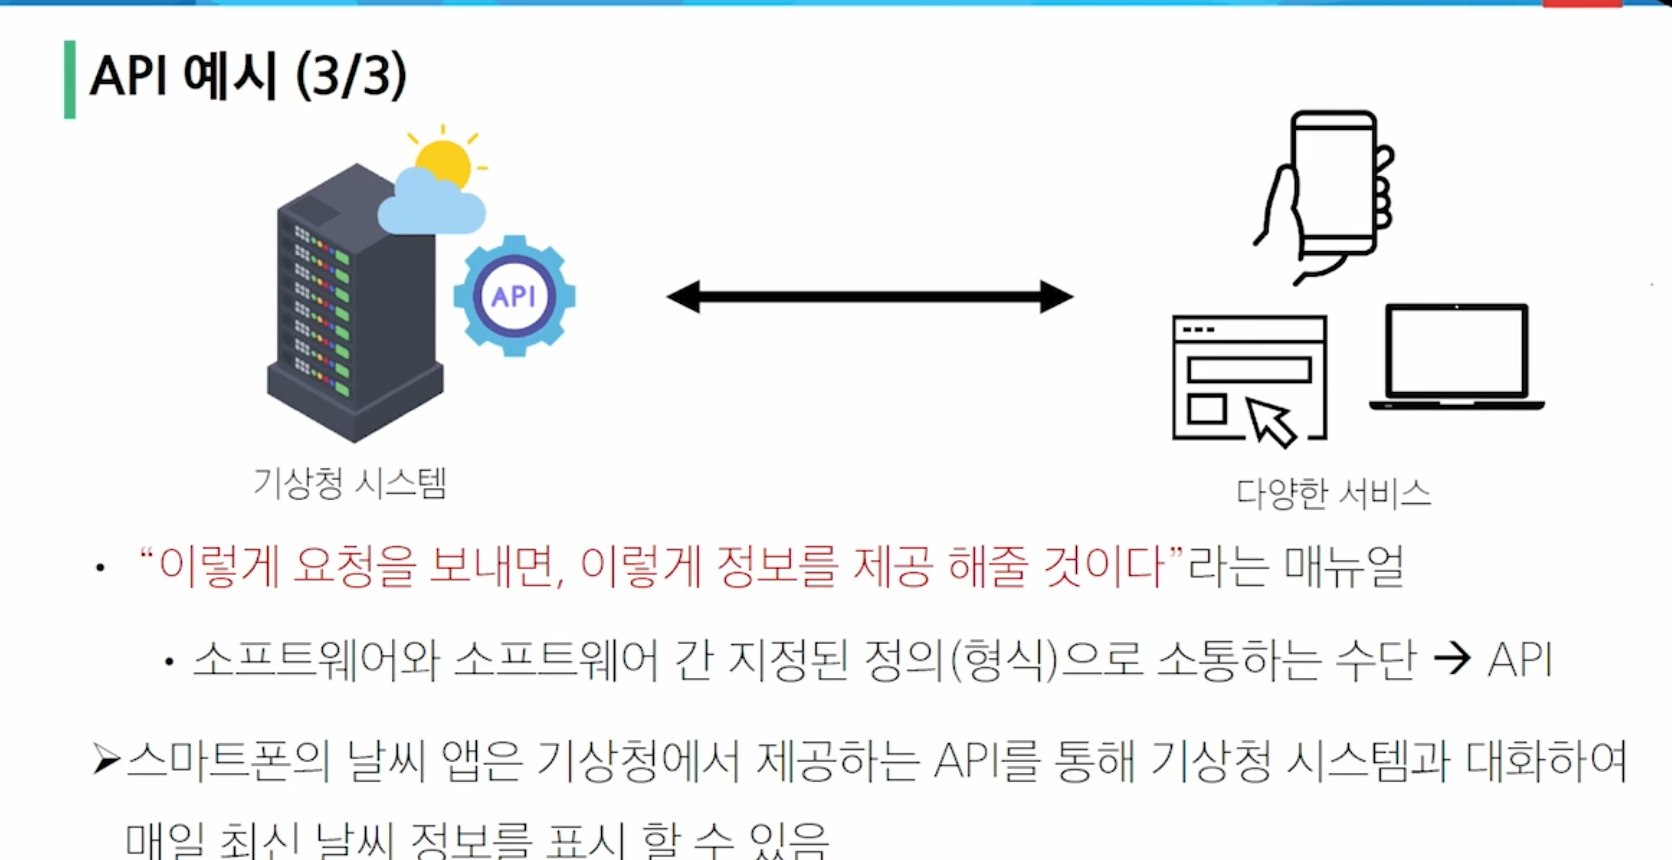 API 예시 (3/3)
API
기상청 시스템
다양한 서비스
• “이렇게 요청을 보내면, 이렇게 정보를 제공 해줄 것이다”라는 매뉴얼
• 소프트웨어와 소프트웨어 간 지정된 정의(형식)으로 소통하는 수단 → API
➢스마트폰의 날씨 앱은 기상청에서 제공하는 API를 통해 기상청 시스템과 대화하여
매일 최신 날씨 정보를 표시 할 수 있음